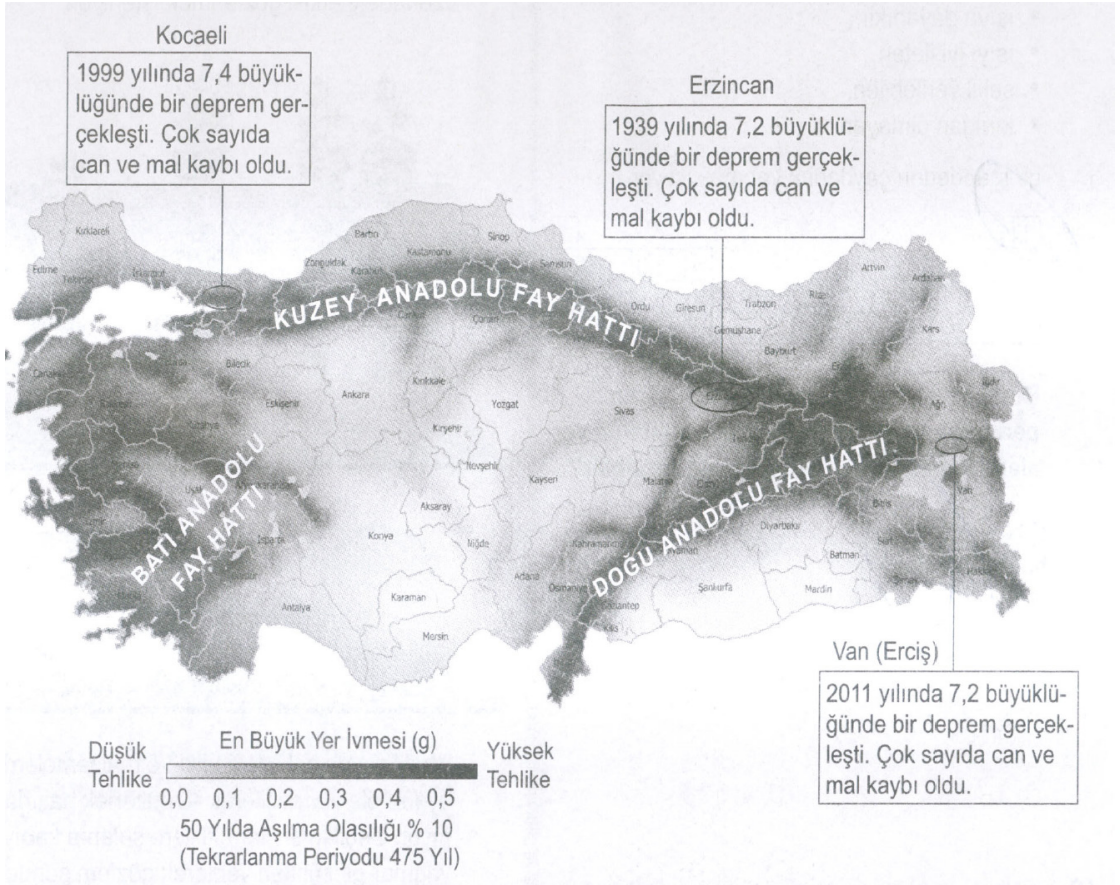 Kocaeli
1999 yılında 7,4 büyük-
lüğünde bir deprem ger-
çekleşti. Çok sayıda
can ve mal kaybı oldu.
Erzincan
1939 yılında 7,2 büyüklü-
ğünde bir deprem gerçek-
leşti. Çok sayıda can ve
mal kaybı oldu.
Kırklareli
Edirne
İstanbul
Bartın
Kastamonu
Sinop
Zonguldak
Karabük
Samsun
Artvin
Ardahan
Rize
Trabzon
Giresun
Ordu
Gümüşhane
Bayburt
Kars
KUZEY ANADOLU FAY HATTI
Çorum
Bilecik
Eskişehir
Ankara
Kırıkkale
Yozgat
Sivas
Ağrı
Kırşehir
Nevşehir
Kayseri
Malatya
Aksaray
Konya
Niğde
Adana
Karaman
Mersin
Antalya
BATI ANADOLU
FAY HATTI
DOĞU ANADOLU FAY HATTI
Diyarbakır
Bitlis
Van
Batman
Mardin
Şanlıurfa
Gaziantep
Osmaniye
Van (Erciş)
2011 yılında 7,2 büyüklü-
ğünde bir deprem gerçek-
leşti. Çok sayıda can ve
mal kaybı oldu.
En Büyük Yer İvmesi (g)
Düşük
Tehlike
Yüksek
Tehlike
0,0 0,1 0,2 0,3 0,4 0,5
50 Yılda Aşılma Olasılığı % 10
(Tekrarlanma Periyodu 475 Yıl)